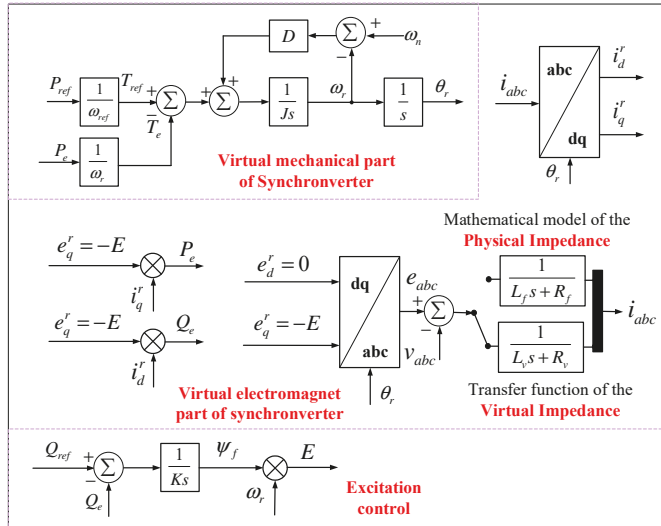 D
Σ
+
−
ω_n
P_ref
1/ω_ref
T_ref
+
Σ
−
T_e
+
+
Σ
1/Js
ω_r
1/s
θ_r
P_e
1/ω_r
Virtual mechanical part
of Synchronverter
i_abc
abc
dq
i_d^r
i_q^r
θ_r
e_q^r = −E
P_e
i_q^r
e_q^r = −E
Q_e
i_d^r
e_d^r = 0
e_q^r = −E
dq
abc
θ_r
e_abc
+
Σ
−
v_abc
Virtual electromagnet
part of synchronverter
Mathematical model of the
Physical Impedance
1/(L_f s + R_f)
1/(L_v s + R_v)
i_abc
Transfer function of the
Virtual Impedance
Q_ref
+
Σ
−
Q_e
1/Ks
ψ_f
ω_r
E
Excitation
control